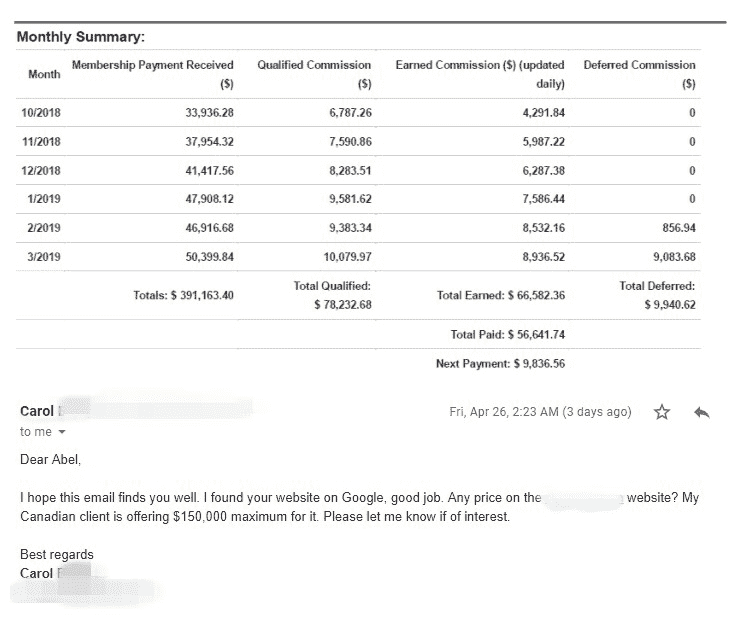 Monthly Summary:
Month Membership Payment Received ($) Qualified Commission ($) Earned Commission ($) (updated daily) Deferred Commission ($)
10/2018 33,936.28 6,787.26 4,291.84 0
11/2018 37,954.32 7,590.86 5,987.22 0
12/2018 41,417.56 8,283.51 6,287.38 0
1/2019 47,908.12 9,581.62 7,586.44 0
2/2019 46,916.68 9,383.34 8,532.16 856.94
3/2019 50,399.84 10,079.97 8,936.52 9,083.68
Totals: $ 391,163.40 Total Qualified: $ 78,232.68 Total Earned: $ 66,582.36 Total Deferred: $ 9,940.62
Total Paid: $ 56,641.74
Next Payment: $ 9,836.56
Carol
Fri, Apr 26, 2:23 AM (3 days ago)
to me
Dear Abel,
I hope this email finds you well. I found your website on Google, good job. Any price on the website? My
Canadian client is offering $150,000 maximum for it. Please let me know if of interest.
Best regards
Carol